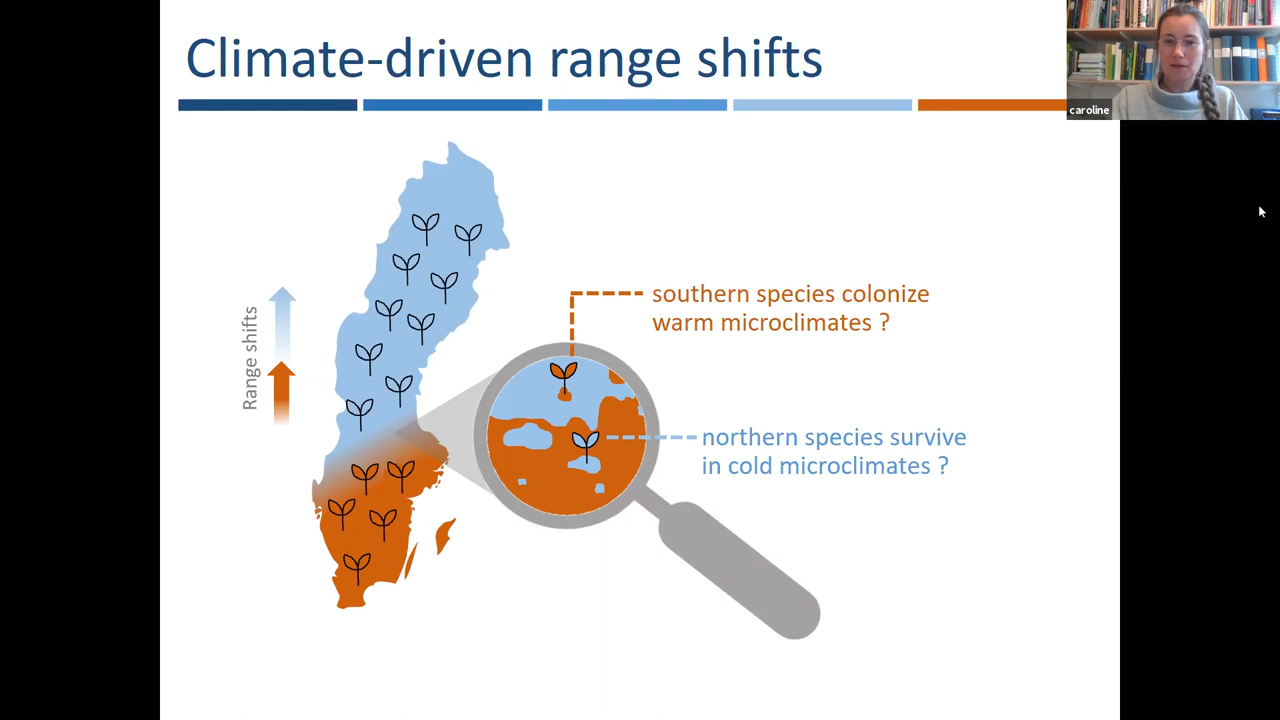 Climate-driven range shifts
caroline
southern species colonize
warm microclimates ?
Range shifts
northern species survive
in cold microclimates ?